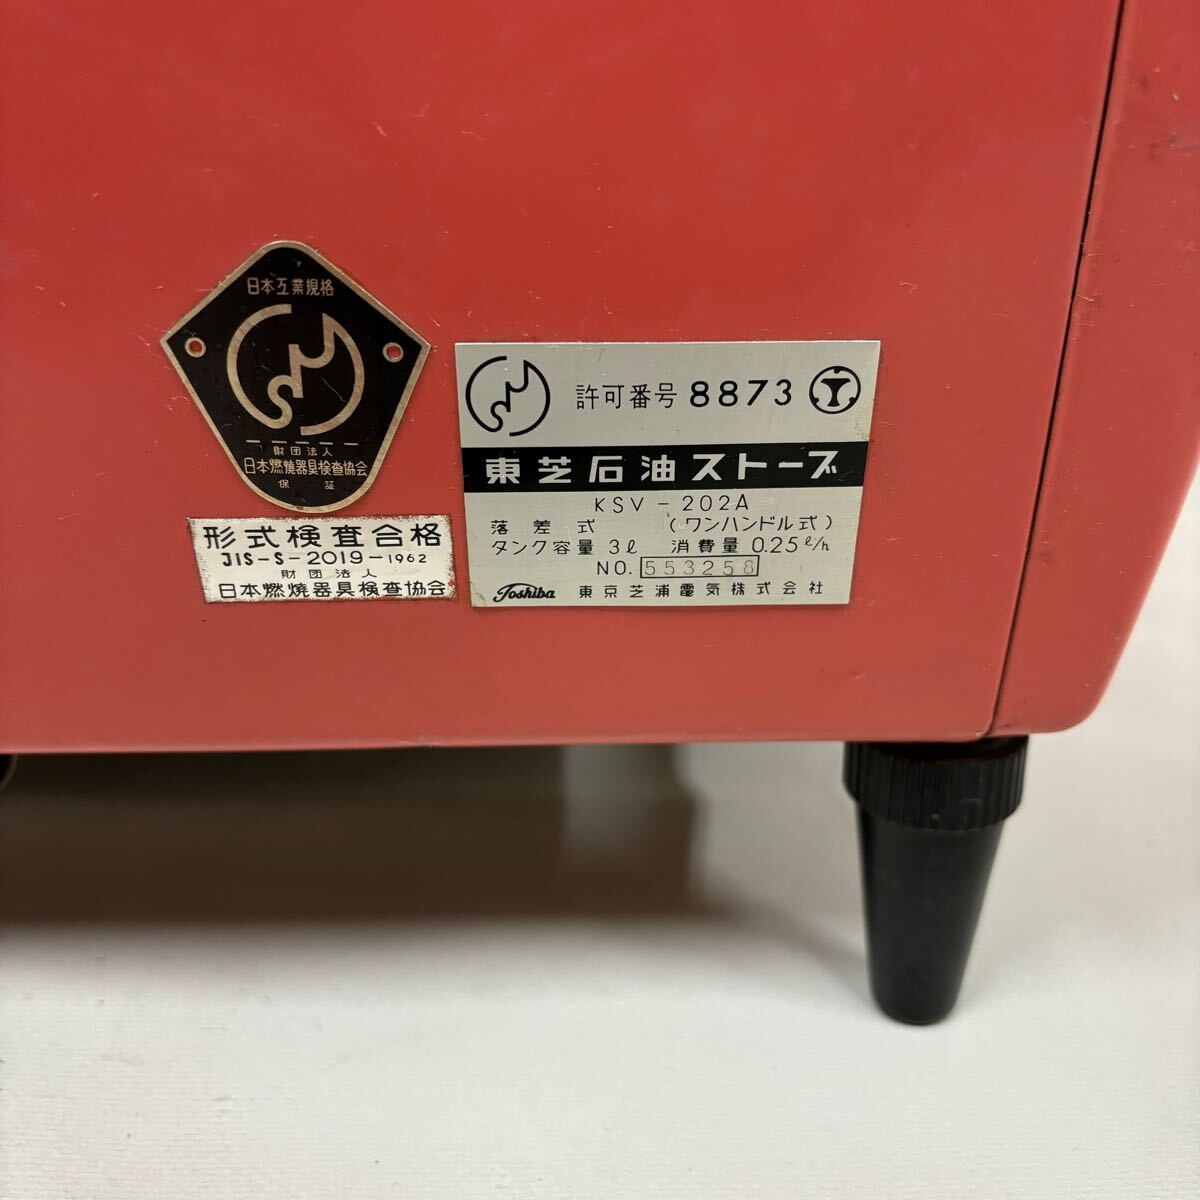 日本工業規格
財団法人
日本燃焼器具検査協会
保証
形式検査合格
JIS-S-2019-1962
財団法人
日本燃焼器具検査協会
許可番号 8873
東芝石油ストーブ
KSV-202A
落差式 (ワンハンドル式)
タンク容量 3ℓ 消費量 0.25ℓ/h
NO. 553258
Toshiba 東京芝浦電気株式会社